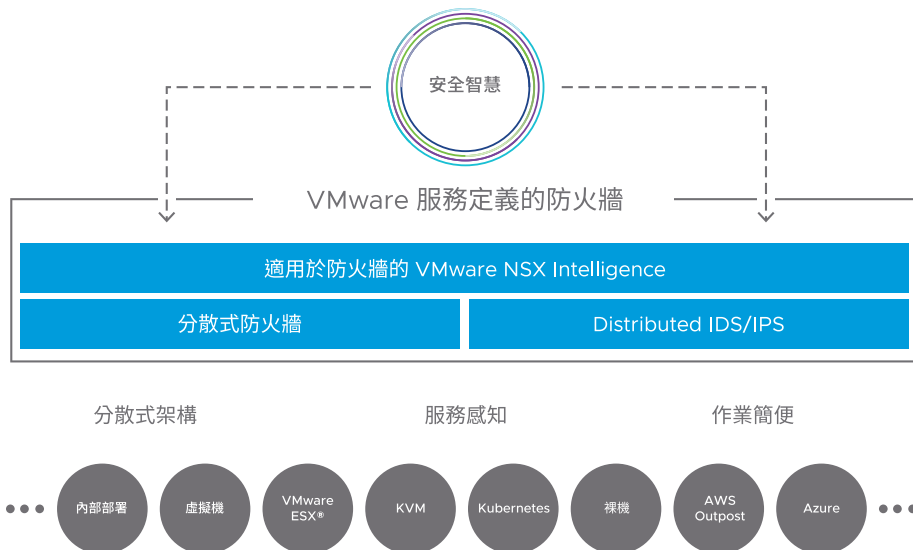 安全智慧
VMware 服務定義的防火牆
適用於防火牆的 VMware NSX Intelligence
分散式防火牆
Distributed IDS/IPS
分散式架構
服務感知
作業簡便
內部部署
虛擬機
VMware
ESX®
KVM
Kubernetes
裸機
AWS
Outpost
Azure